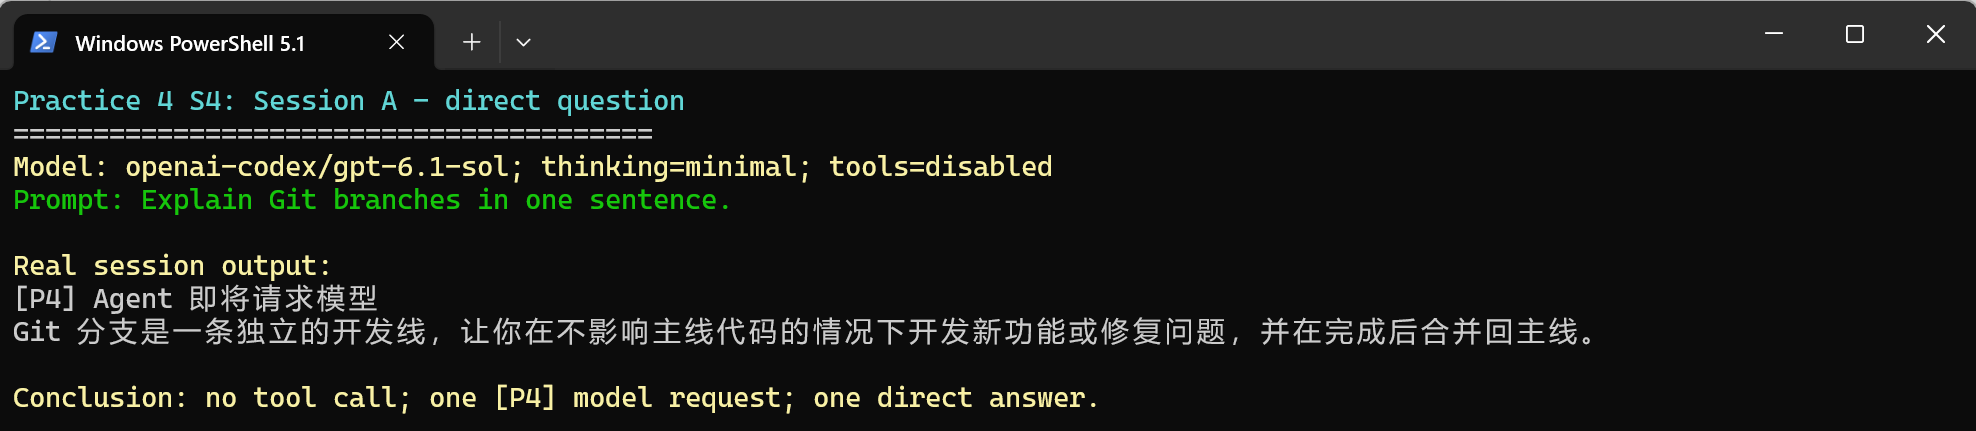 Windows PowerShell 5.1
Practice 4 S4: Session A - direct question
========================================
Model: openai-codex/gpt-6.1-sol; thinking=minimal; tools=disabled
Prompt: Explain Git branches in one sentence.
Real session output:
[P4] Agent 即将请求模型
Git 分支是一条独立的开发线，让你在不影响主线代码的情况下开发新功能或修复问题，并在完成后合并回主线。
Conclusion: no tool call; one [P4] model request; one direct answer.